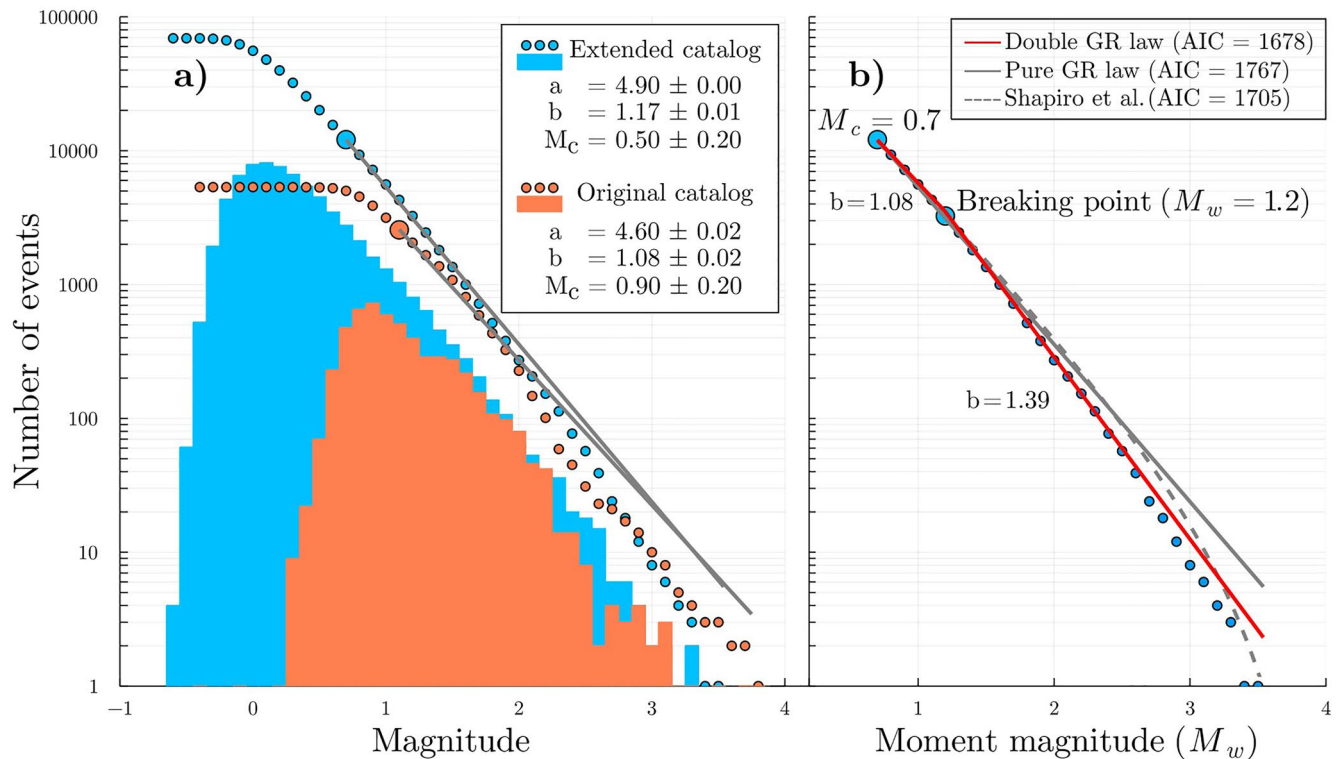 100000
10000
1000
100
10
1
Number of events
a)
Extended catalog
a = 4.90 ± 0.00
b = 1.17 ± 0.01
Mc = 0.50 ± 0.20
Original catalog
a = 4.60 ± 0.02
b = 1.08 ± 0.02
Mc = 0.90 ± 0.20
−1 0 1 2 3 4
Magnitude
b)
Double GR law (AIC = 1678)
Pure GR law (AIC = 1767)
Shapiro et al.(AIC = 1705)
Mc = 0.7
b=1.08
Breaking point (Mw = 1.2)
b=1.39
1 2 3 4
Moment magnitude (Mw)